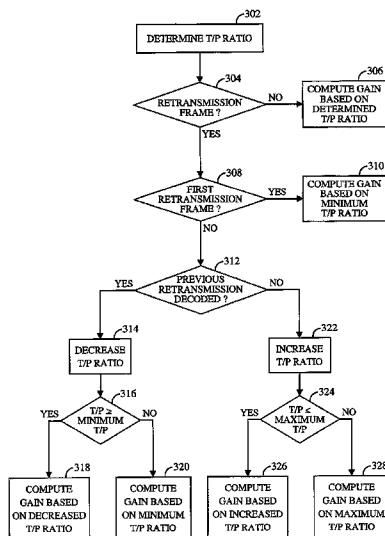 302
DETERMINE T/P RATIO
304
RETRANSMISSION
FRAME ?
NO
YES
306
COMPUTE GAIN
BASED ON
DETERMINED
T/P RATIO
308
FIRST
RETRANSMISSION
FRAME ?
YES
NO
310
COMPUTE GAIN
BASED ON
MINIMUM
T/P RATIO
312
PREVIOUS
RETRANSMISSION
DECODED ?
YES
NO
314
DECREASE
T/P RATIO
322
INCREASE
T/P RATIO
316
T/P ≥
MINIMUM
T/P
YES
NO
324
T/P ≤
MAXIMUM
T/P
YES
NO
318
COMPUTE
GAIN BASED
ON DECREASED
T/P RATIO
320
COMPUTE
GAIN BASED
ON MINIMUM
T/P RATIO
326
COMPUTE
GAIN BASED
ON INCREASED
T/P RATIO
328
COMPUTE
GAIN BASED
ON MAXIMUM
T/P RATIO